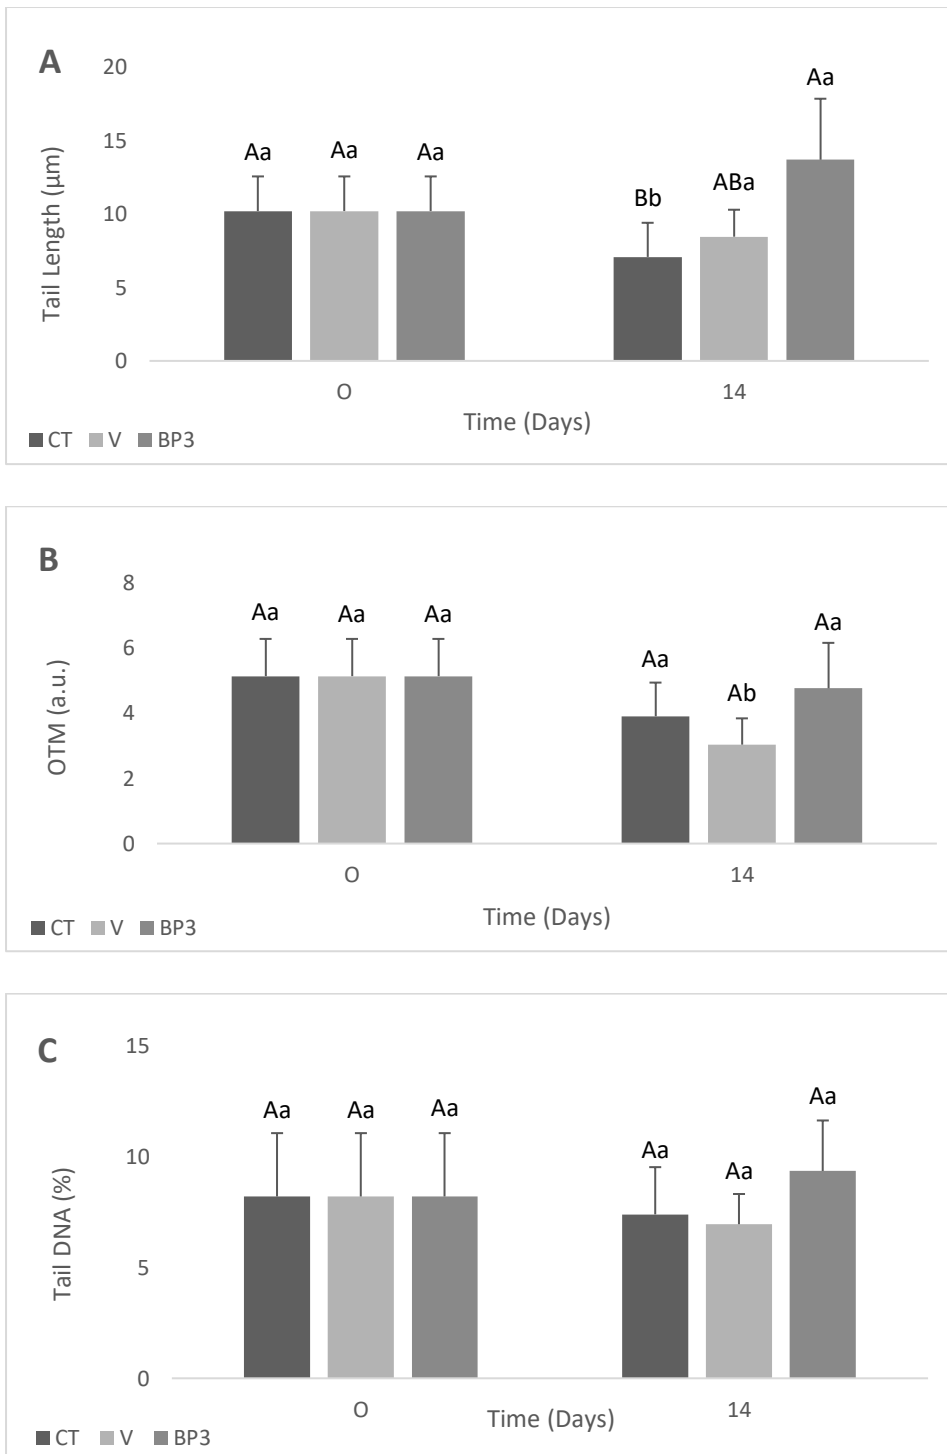 A
20
15
10
5
0
Tail Length (μm)
Aa Aa Aa Bb ABa Aa
O 14
Time (Days)
CT V BP3
B
8
6
4
2
0
OTM (a.u.)
Aa Aa Aa Aa Ab Aa
O 14
Time (Days)
CT V BP3
C
15
10
5
0
Tail DNA (%)
Aa Aa Aa Aa Aa Aa
O 14
Time (Days)
CT V BP3